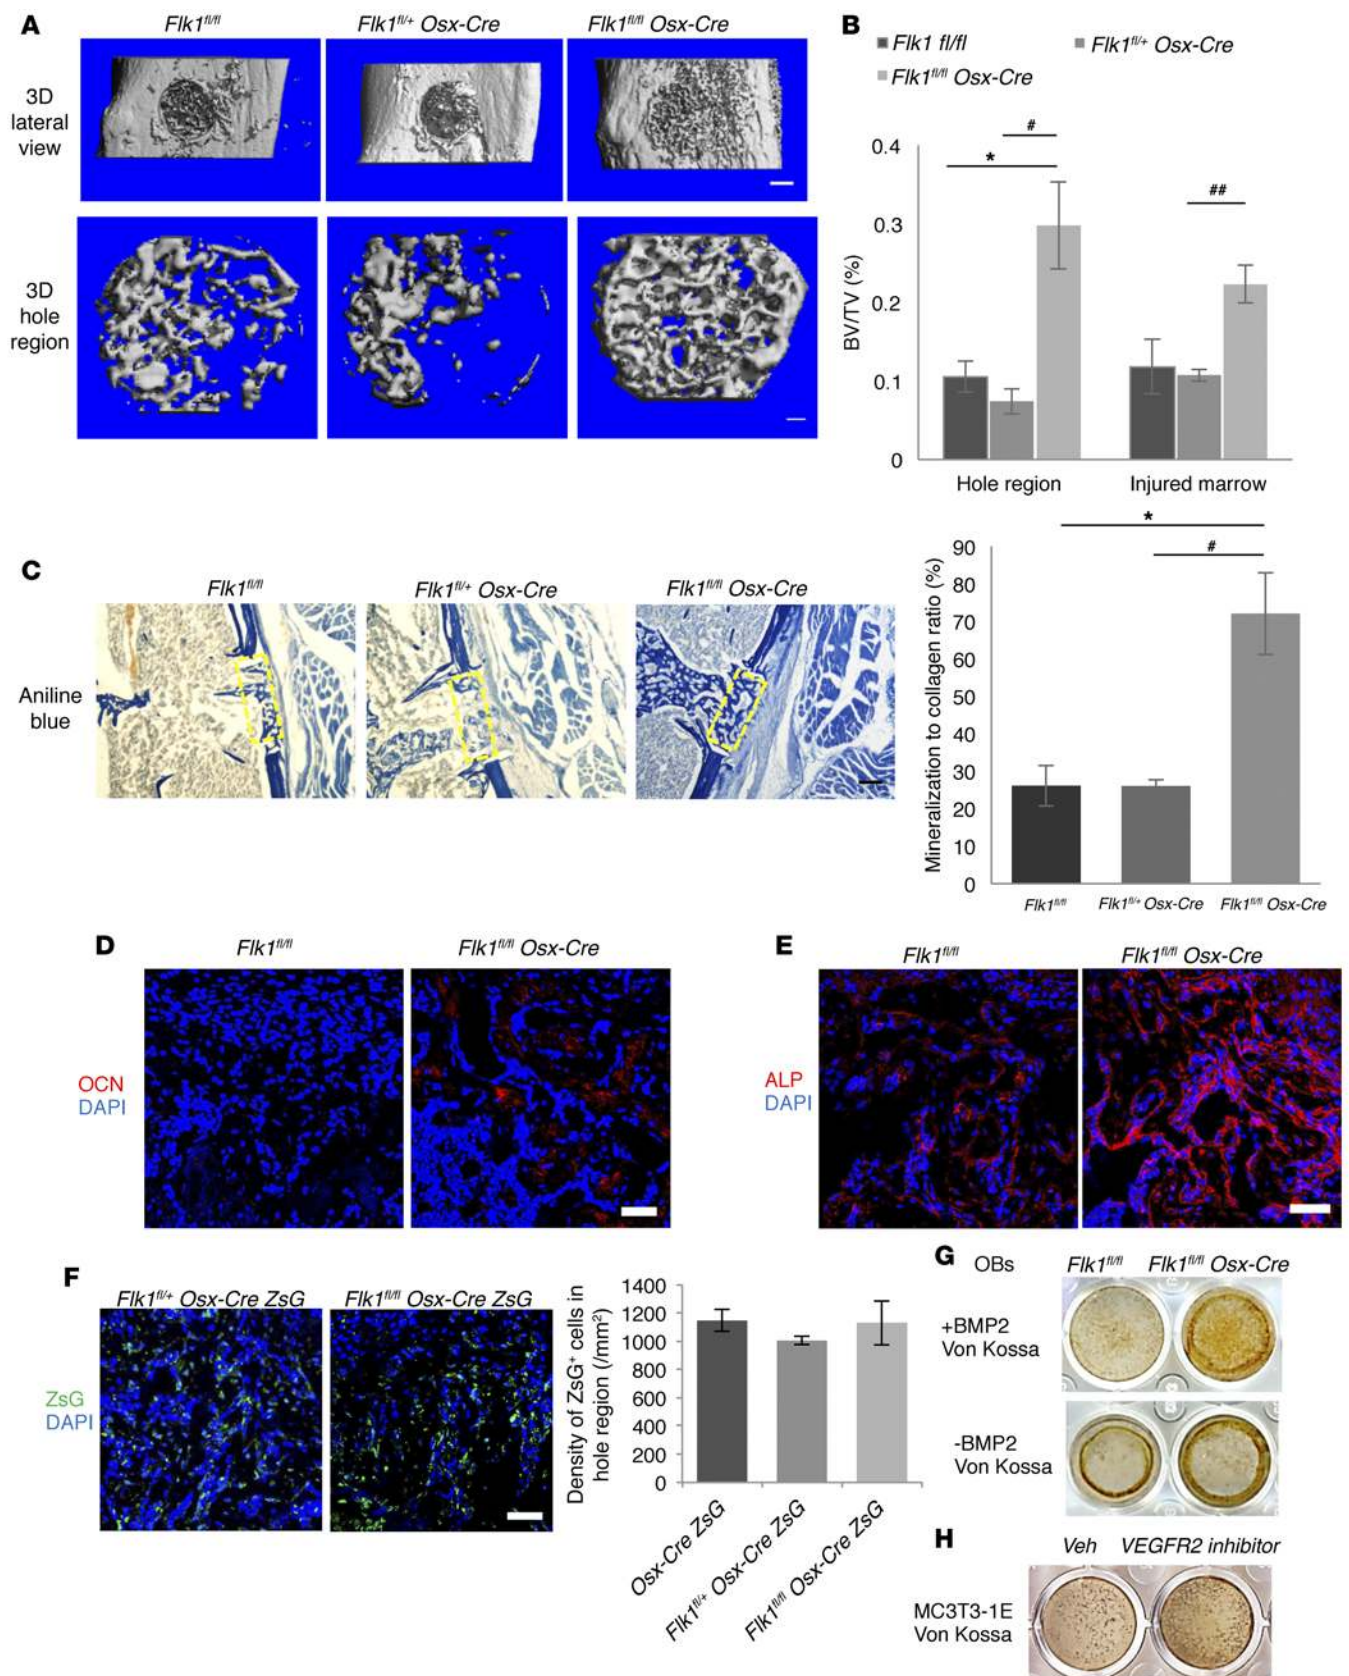 A
Flk1fl/fl
Flk1fl/+ Osx-Cre
Flk1fl/fl Osx-Cre
3D
lateral
view
3D
hole
region
B
Flk1 fl/fl
Flk1fl/+ Osx-Cre
Flk1fl/fl Osx-Cre
#
*
##
BV/TV (%)
0.4
0.3
0.2
0.1
0
Hole region
Injured marrow
C
Flk1fl/fl
Flk1fl/+ Osx-Cre
Flk1fl/fl Osx-Cre
Aniline
blue
*
#
Mineralization to collagen ratio (%)
90
80
70
60
50
40
30
20
10
0
Flk1fl/fl
Flk1fl/+ Osx-Cre
Flk1fl/fl Osx-Cre
D
Flk1fl/fl
Flk1fl/fl Osx-Cre
OCN
DAPI
E
Flk1fl/fl
Flk1fl/fl Osx-Cre
ALP
DAPI
F
Flk1fl/+ Osx-Cre ZsG
Flk1fl/fl Osx-Cre ZsG
ZsG
DAPI
Density of ZsG+ cells in
hole region (/mm2)
1400
1200
1000
800
600
400
200
0
Osx-Cre ZsG
Flk1fl/+ Osx-Cre ZsG
Flk1fl/fl Osx-Cre ZsG
G
OBs
Flk1fl/fl
Flk1fl/fl Osx-Cre
+BMP2
Von Kossa
-BMP2
Von Kossa
H
Veh
VEGFR2 inhibitor
MC3T3-1E
Von Kossa